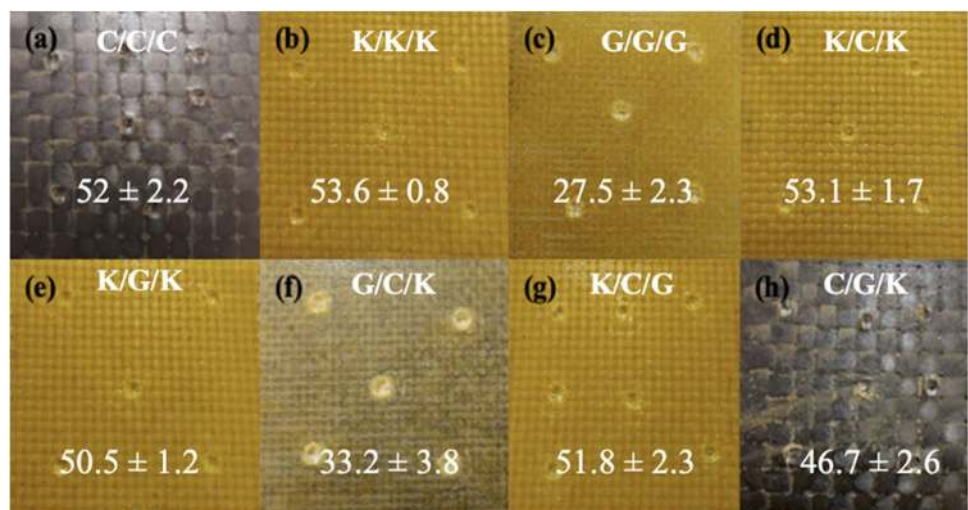 (a) C/C/C
52 ± 2.2
(b) K/K/K
53.6 ± 0.8
(c) G/G/G
27.5 ± 2.3
(d) K/C/K
53.1 ± 1.7
(e) K/G/K
50.5 ± 1.2
(f) G/C/K
33.2 ± 3.8
(g) K/C/G
51.8 ± 2.3
(h) C/G/K
46.7 ± 2.6